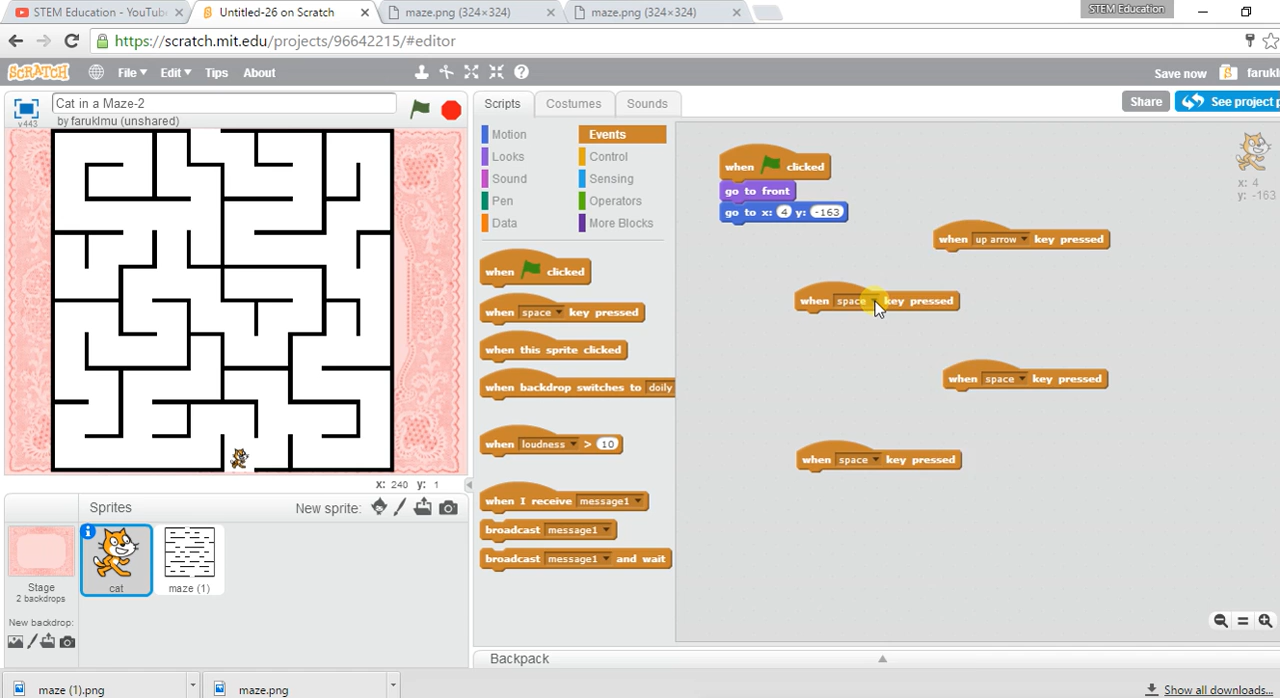 STEM Education - YouTub
Untitled-26 on Scratch
maze.png (324×324)
maze.png (324×324)
STEM Education
https://scratch.mit.edu/projects/96642215/#editor
SCRATCH
File
Edit
Tips
About
Save now
farukl
v443
Cat in a Maze-2
by faruklmu (unshared)
Scripts
Costumes
Sounds
Share
See project p
Motion
Events
Looks
Control
Sound
Sensing
Pen
Operators
Data
More Blocks
when clicked
when space key pressed
when this sprite clicked
when backdrop switches to doily
when loudness > 10
when I receive message1
broadcast message1
broadcast message1 and wait
when clicked
go to front
go to x: 4 y: -163
when up arrow key pressed
when space key pressed
when space key pressed
when space key pressed
x: 4
y: -163
x: 240 y: 1
Sprites
New sprite:
Stage
2 backdrops
New backdrop:
cat
maze (1)
Backpack
maze (1).png
maze.png
Show all downloads...